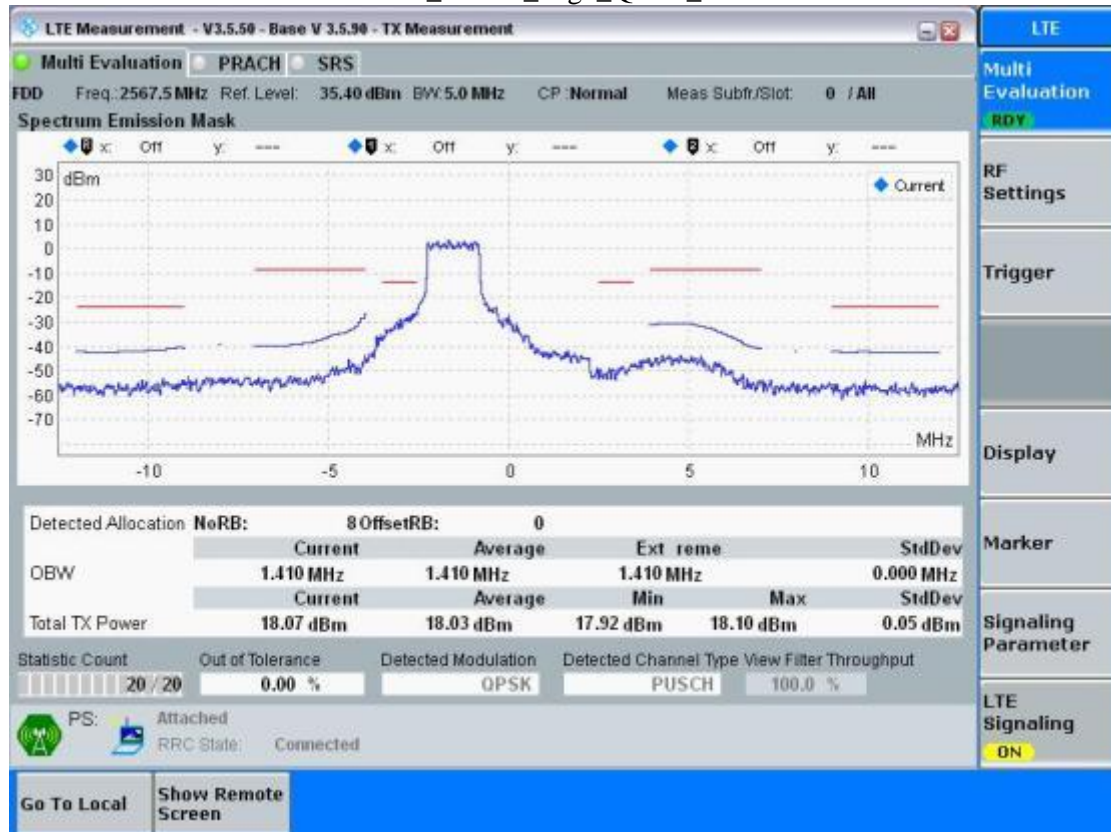 LTE Measurement - V3.5.50 - Base V 3.5.90 - TX Measurement
LTE
Multi Evaluation PRACH SRS
Multi Evaluation
RDY
FDD Freq.:2567.5 MHz Ref. Level: 35.40 dBm BW: 5.0 MHz CP :Normal Meas Subfr./Slot: 0 / All
Spectrum Emission Mask
x: Off y: --- x: Off y: --- x: Off y: ---
dBm
Current
30
20
10
0
-10
-20
-30
-40
-50
-60
-70
MHz
-10 -5 0 5 10
RF
Settings
Trigger
Display
Marker
Signaling
Parameter
LTE
Signaling
ON
Detected Allocation NoRB: 8 OffsetRB: 0
Current Average Ext reme StdDev
OBW 1.410 MHz 1.410 MHz 1.410 MHz 0.000 MHz
Current Average Min Max StdDev
Total TX Power 18.07 dBm 18.03 dBm 17.92 dBm 18.10 dBm 0.05 dBm
Statistic Count Out of Tolerance Detected Modulation Detected Channel Type View Filter Throughput
20 / 20 0.00 % QPSK PUSCH 100.0 %
PS: Attached
RRC State: Connected
Go To Local
Show Remote
Screen